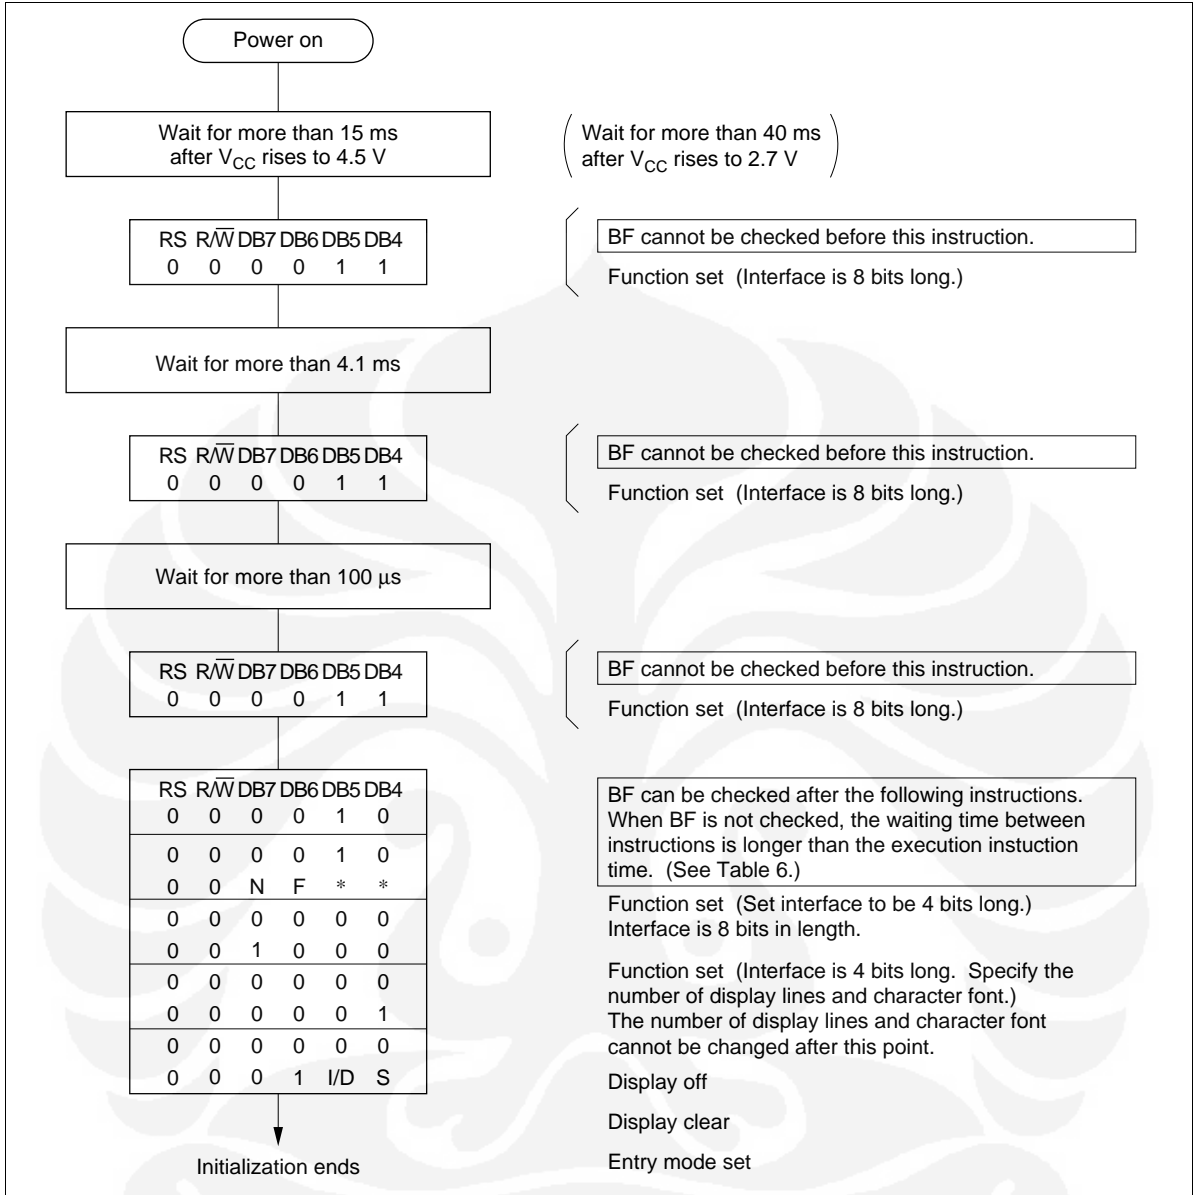 Power on
Wait for more than 15 ms
after VCC rises to 4.5 V
Wait for more than 40 ms
after VCC rises to 2.7 V
RS R/W̅ DB7 DB6 DB5 DB4
0 0 0 0 1 1
BF cannot be checked before this instruction.
Function set (Interface is 8 bits long.)
Wait for more than 4.1 ms
RS R/W̅ DB7 DB6 DB5 DB4
0 0 0 0 1 1
BF cannot be checked before this instruction.
Function set (Interface is 8 bits long.)
Wait for more than 100 μs
RS R/W̅ DB7 DB6 DB5 DB4
0 0 0 0 1 1
BF cannot be checked before this instruction.
Function set (Interface is 8 bits long.)
RS R/W̅ DB7 DB6 DB5 DB4
0 0 0 0 1 0
0 0 0 0 1 0
0 0 N F * *
0 0 0 0 0 0
0 0 1 0 0 0
0 0 0 0 0 0
0 0 0 0 0 1
0 0 0 0 0 0
0 0 0 1 I/D S
Initialization ends
BF can be checked after the following instructions.
When BF is not checked, the waiting time between
instructions is longer than the execution instuction
time. (See Table 6.)
Function set (Set interface to be 4 bits long.)
Interface is 8 bits in length.
Function set (Interface is 4 bits long. Specify the
number of display lines and character font.)
The number of display lines and character font
cannot be changed after this point.
Display off
Display clear
Entry mode set